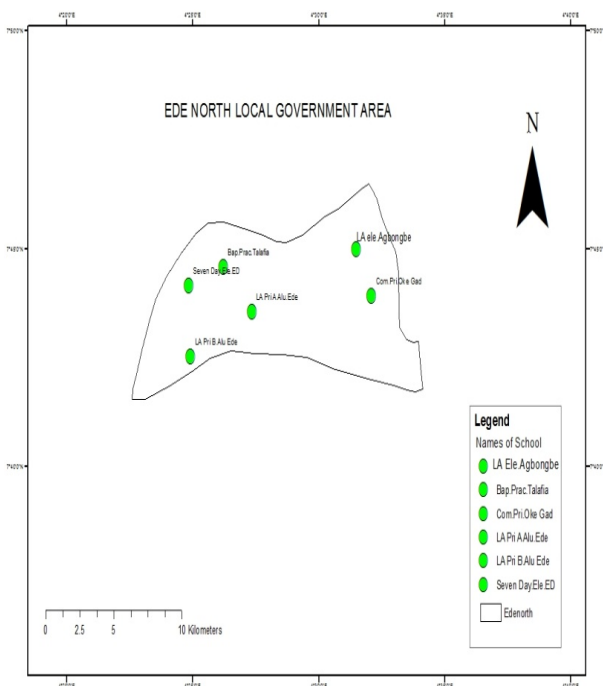 EDE NORTH LOCAL GOVERNMENT AREA
N
LA ele.Agbongbe
Bap.Prac.Talafia
Seven Day.Ele.ED
Com.Pri.Oke Gad
LA Pri A.Alu.Ede
LA Pri B.Alu Ede
Legend
Names of School
LA Ele.Agbongbe
Bap.Prac.Talafia
Com.Pri.Oke Gad
LA Pri A.Alu.Ede
LA Pri B.Alu Ede
Seven Day.Ele.ED
Edenorth
0 2.5 5 10 Kilometers